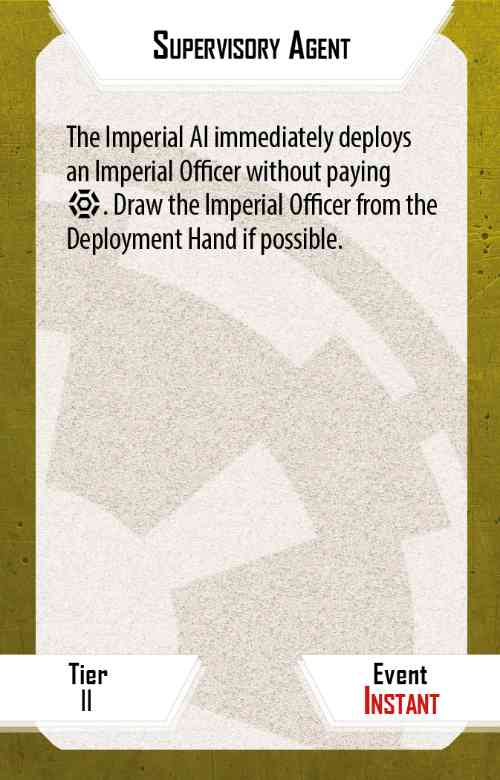 Supervisory Agent
The Imperial AI immediately deploys
an Imperial Officer without paying
. Draw the Imperial Officer from the
Deployment Hand if possible.
Tier
II
Event
Instant